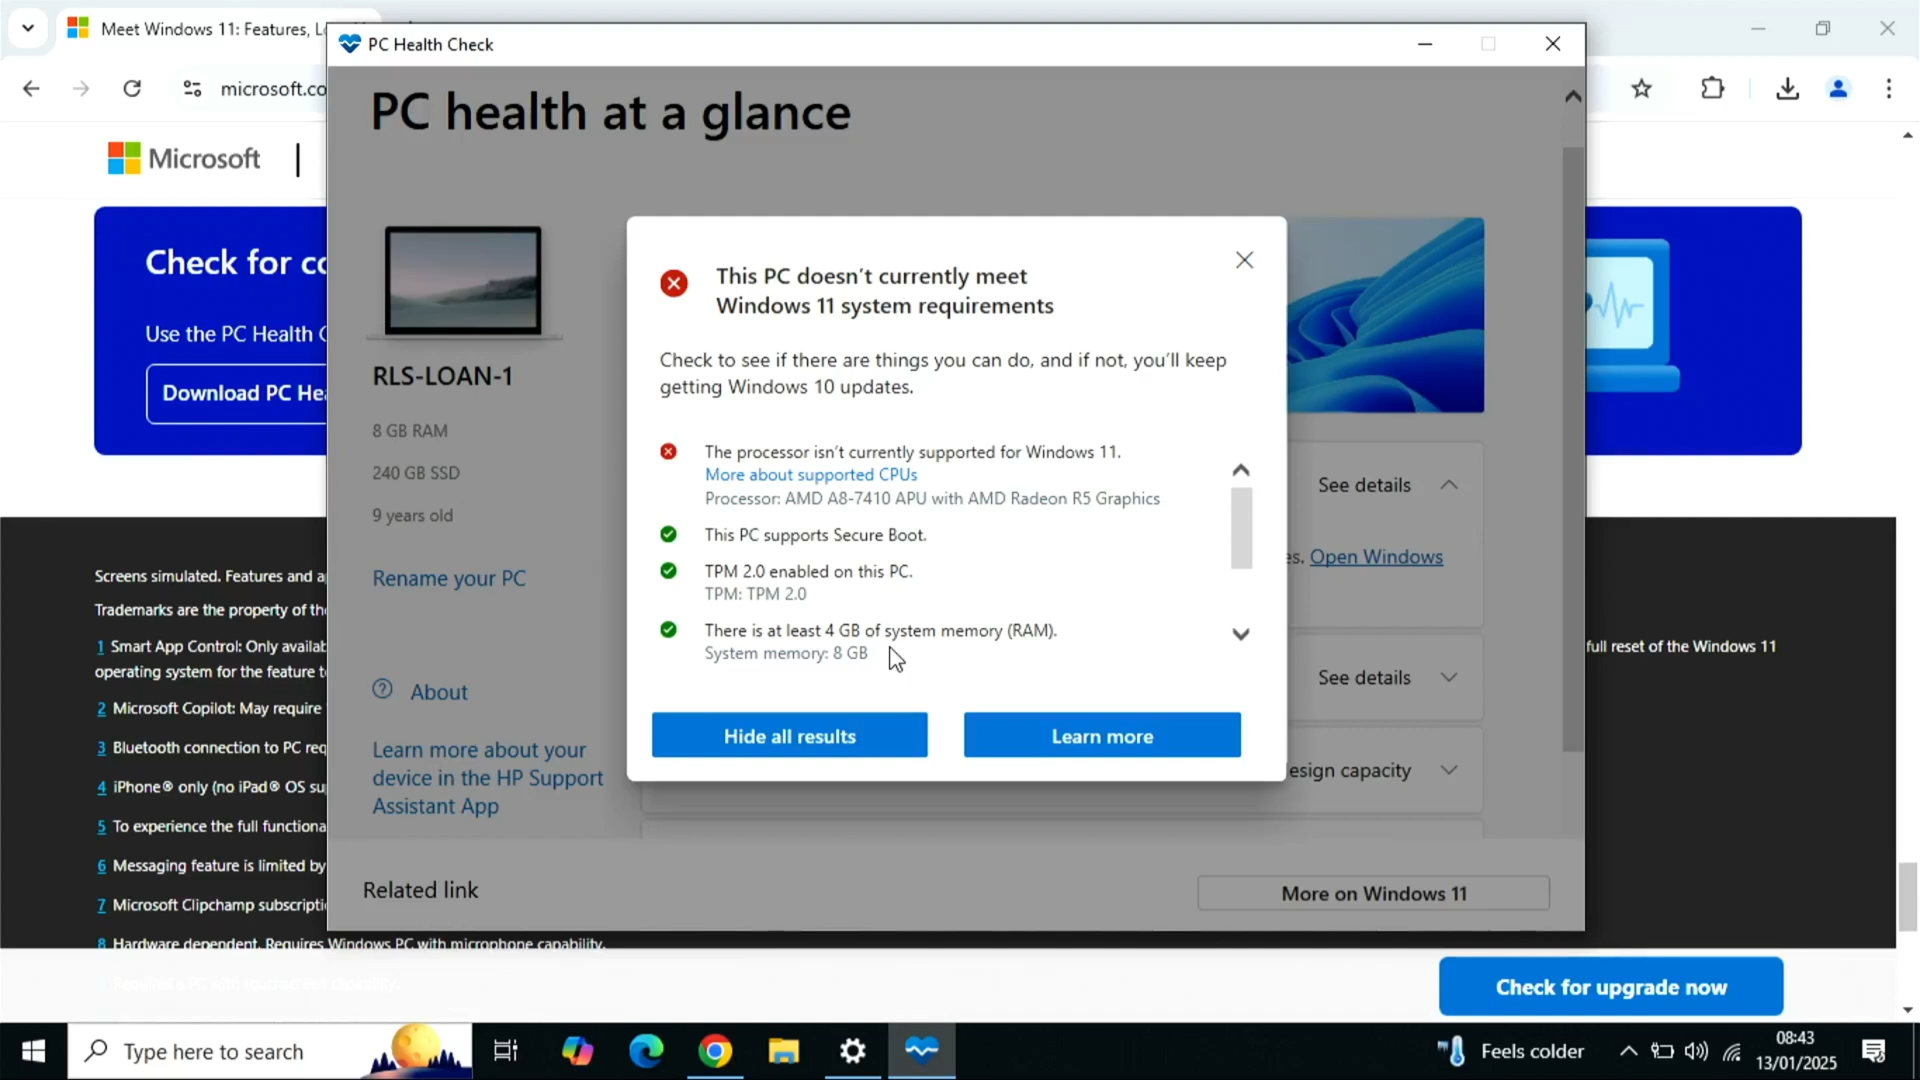 Meet Windows 11: Features, Lo
PC Health Check
microsoft.co
PC health at a glance
Microsoft
Check for co
Use the PC Health C
Download PC Hea
RLS-LOAN-1
8 GB RAM
240 GB SSD
9 years old
Rename your PC
About
Learn more about your
device in the HP Support
Assistant App
This PC doesn't currently meet
Windows 11 system requirements
Check to see if there are things you can do, and if not, you'll keep
getting Windows 10 updates.
The processor isn't currently supported for Windows 11.
More about supported CPUs
Processor: AMD A8-7410 APU with AMD Radeon R5 Graphics
This PC supports Secure Boot.
TPM 2.0 enabled on this PC.
TPM: TPM 2.0
There is at least 4 GB of system memory (RAM).
System memory: 8 GB
Hide all results
Learn more
See details
es. Open Windows
See details
esign capacity
Related link
More on Windows 11
Screens simulated. Features and a
Trademarks are the property of the
1 Smart App Control: Only availab
full reset of the Windows 11
operating system for the feature t
2 Microsoft Copilot: May require
3 Bluetooth connection to PC req
4 iPhone® only (no iPad® OS su
5 To experience the full functiona
6 Messaging feature is limited by
7 Microsoft Clipchamp subscripti
8 Hardware dependent. Requires Windows PC with microphone capability.
Check for upgrade now
Type here to search
Feels colder
08:43
13/01/2025